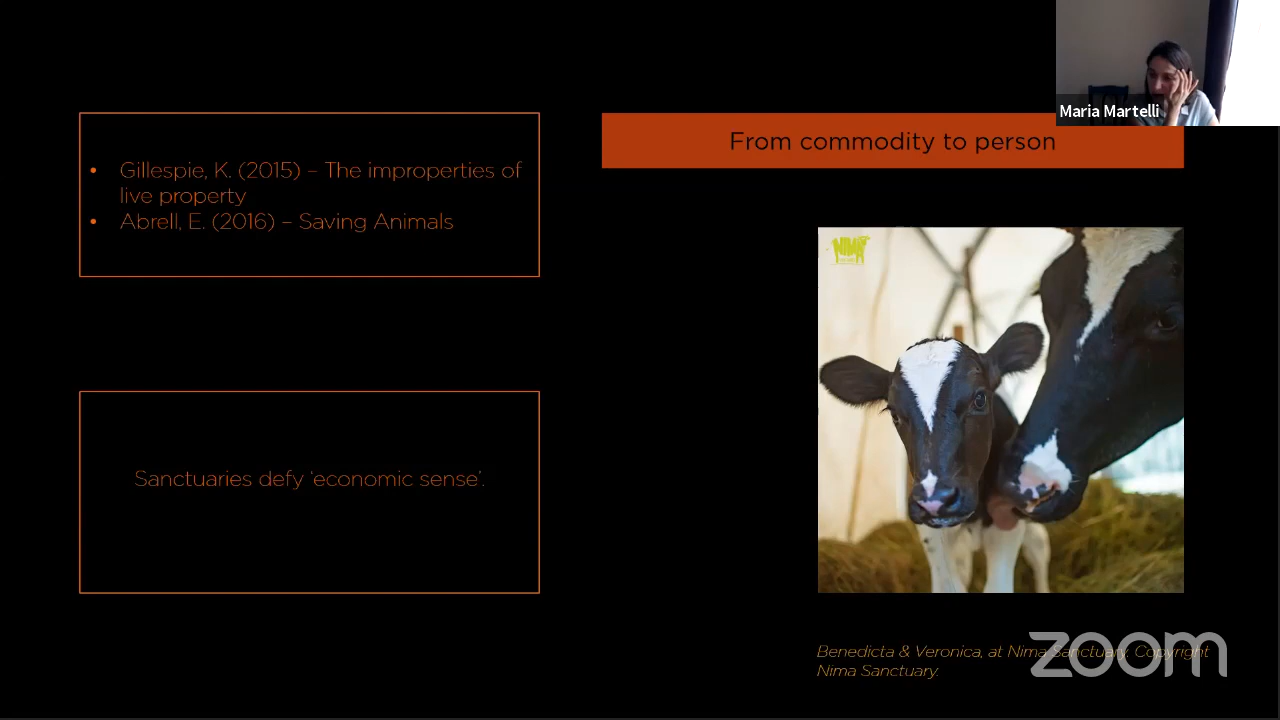 Maria Martelli
From commodity to person
• Gillespie, K. (2015) – The improperties of
live property
• Abrell, E. (2016) – Saving Animals
NIMA
Sanctuaries defy ‘economic sense’.
Benedicta & Veronica, at Nima Sanctuary. Copyright
Nima Sanctuary.
zoom